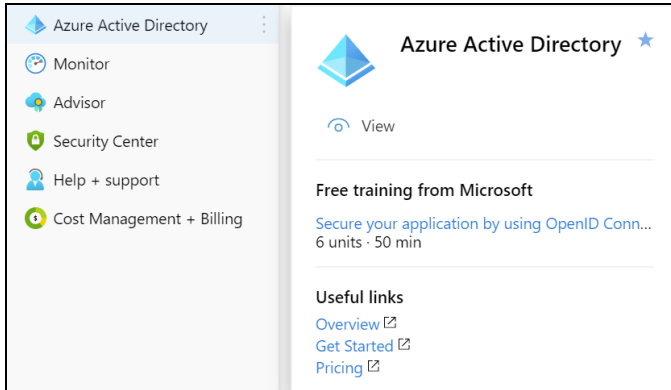 Azure Active Directory
Monitor
Advisor
Security Center
Help + support
Cost Management + Billing
Azure Active Directory
View
Free training from Microsoft
Secure your application by using OpenID Conn...
6 units · 50 min
Useful links
Overview
Get Started
Pricing